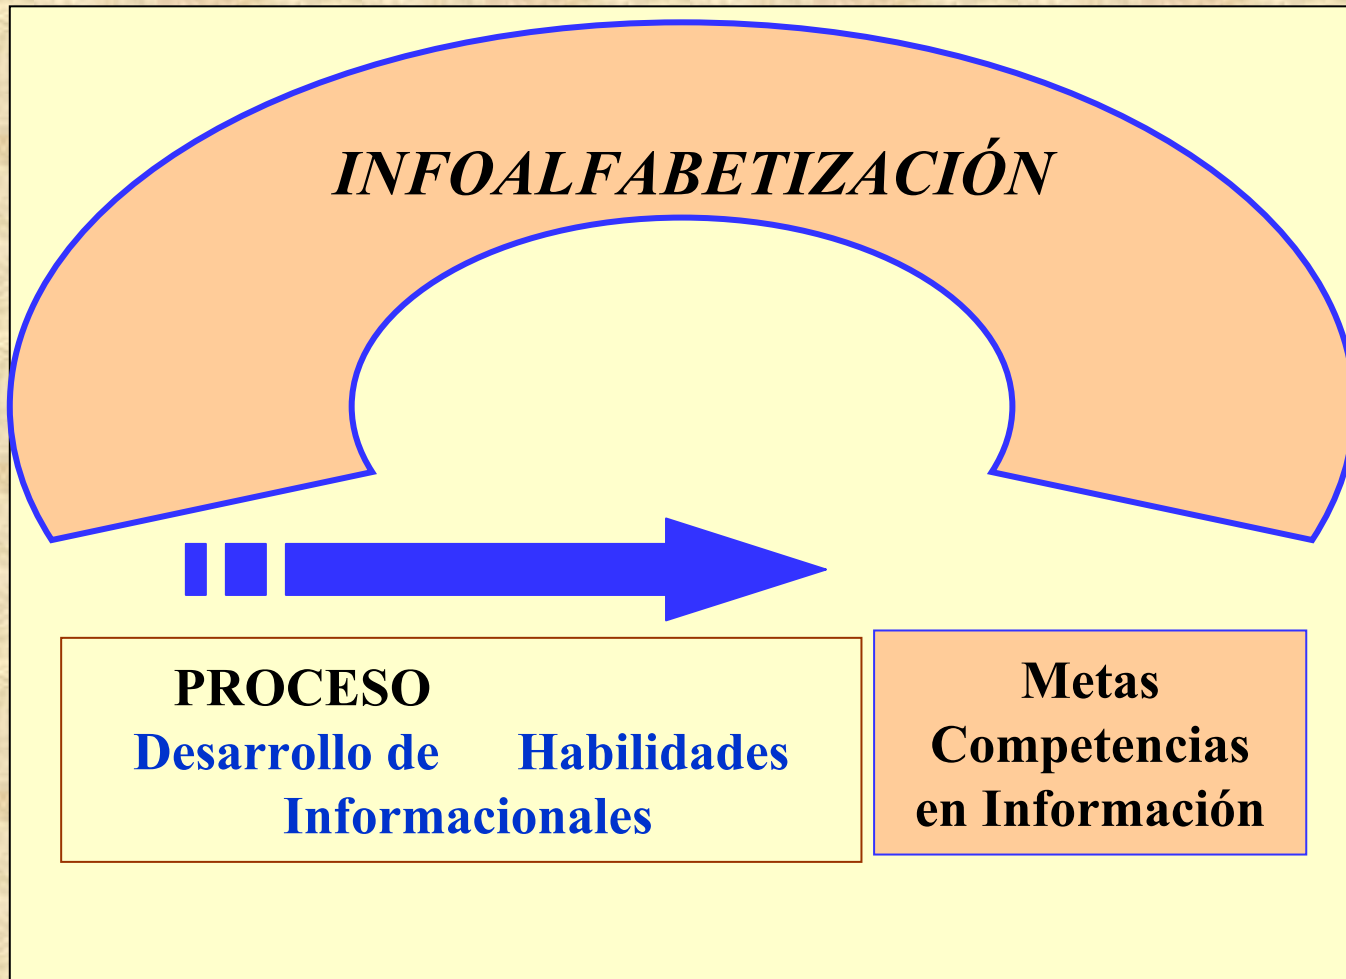 INFOALFABETIZACIÓN
PROCESO
Desarrollo de Habilidades
Informacionales
Metas
Competencias
en Información